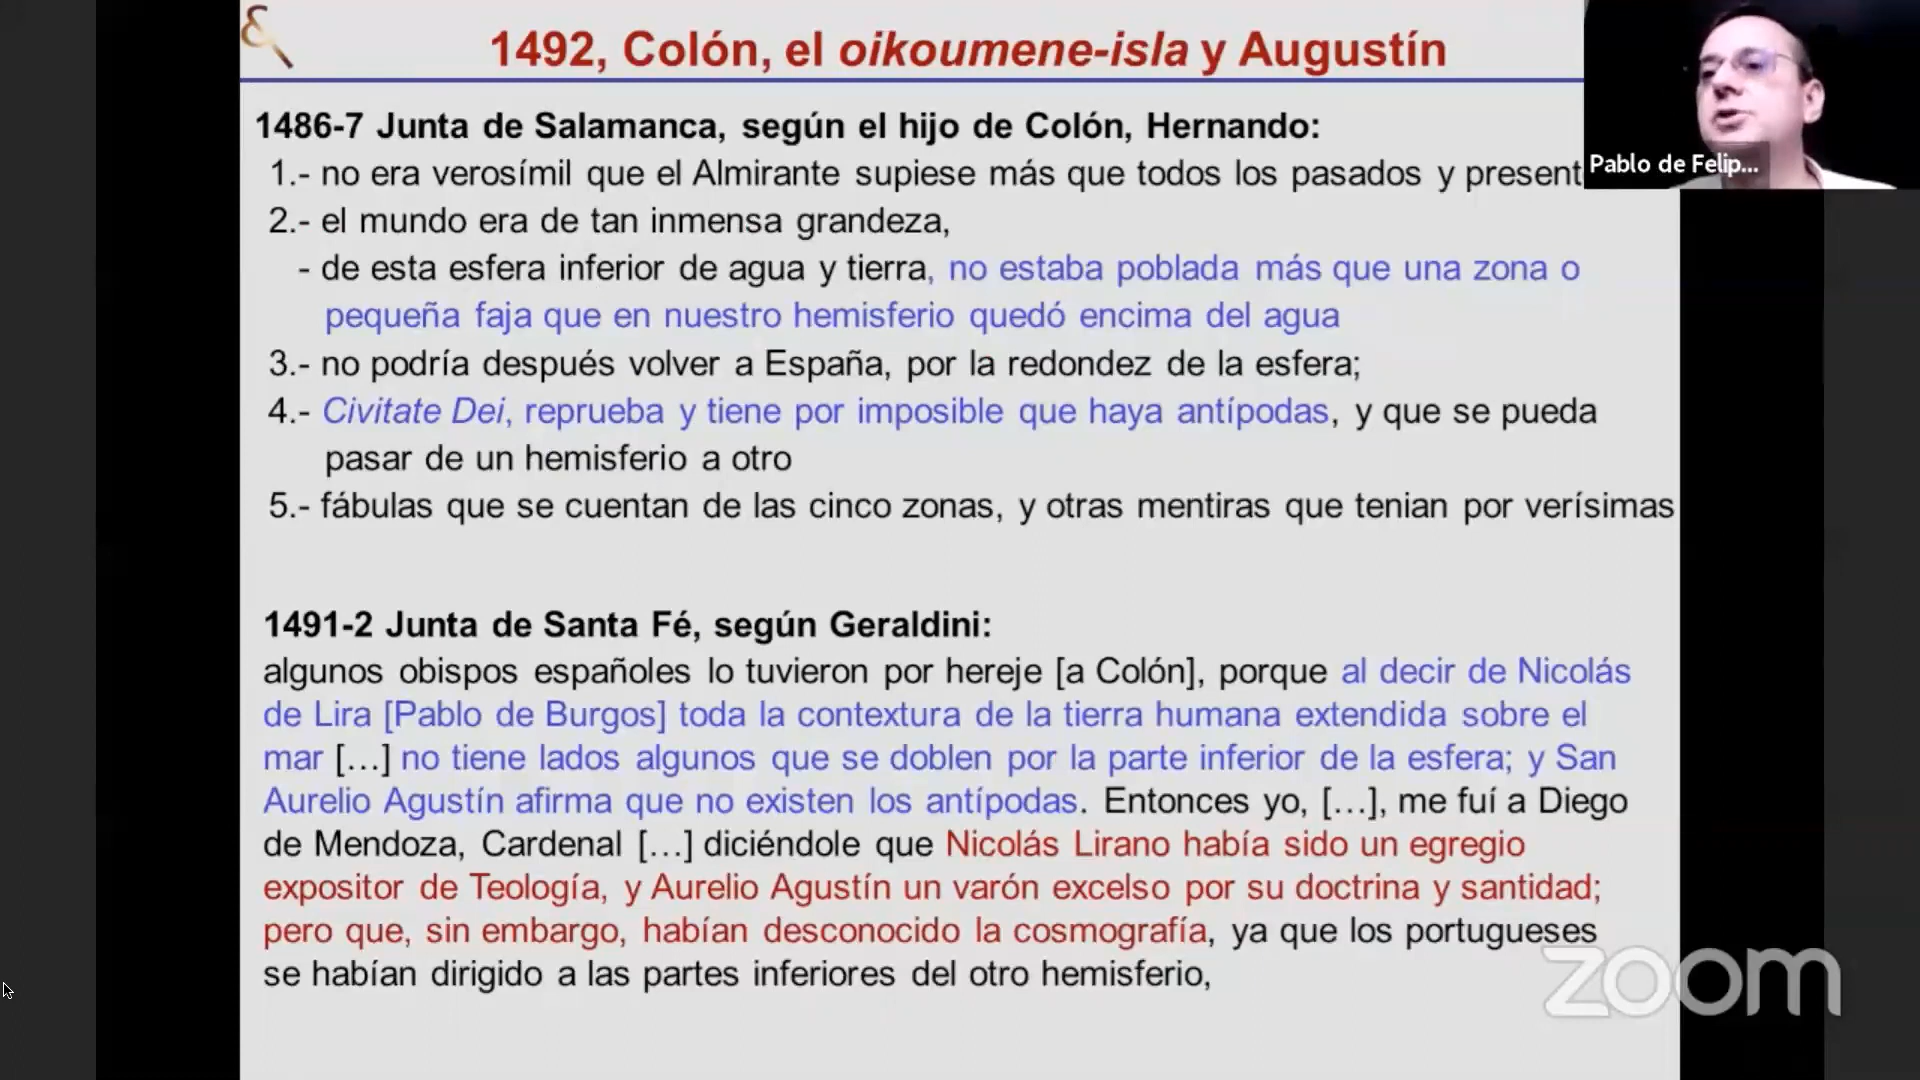 1492, Colón, el oikoumene-isla y Augustín
1486-7 Junta de Salamanca, según el hijo de Colón, Hernando:
1.- no era verosímil que el Almirante supiese más que todos los pasados y present
2.- el mundo era de tan inmensa grandeza,
- de esta esfera inferior de agua y tierra, no estaba poblada más que una zona o
pequeña faja que en nuestro hemisferio quedó encima del agua
3.- no podría después volver a España, por la redondez de la esfera;
4.- Civitate Dei, reprueba y tiene por imposible que haya antípodas, y que se pueda
pasar de un hemisferio a otro
5.- fábulas que se cuentan de las cinco zonas, y otras mentiras que tenian por verísimas
1491-2 Junta de Santa Fé, según Geraldini:
algunos obispos españoles lo tuvieron por hereje [a Colón], porque al decir de Nicolás
de Lira [Pablo de Burgos] toda la contextura de la tierra humana extendida sobre el
mar [...] no tiene lados algunos que se doblen por la parte inferior de la esfera; y San
Aurelio Agustín afirma que no existen los antípodas. Entonces yo, [...], me fuí a Diego
de Mendoza, Cardenal [...] diciéndole que Nicolás Lirano había sido un egregio
expositor de Teología, y Aurelio Agustín un varón excelso por su doctrina y santidad;
pero que, sin embargo, habían desconocido la cosmografía, ya que los portugueses
se habían dirigido a las partes inferiores del otro hemisferio,
Pablo de Felip...
zoom